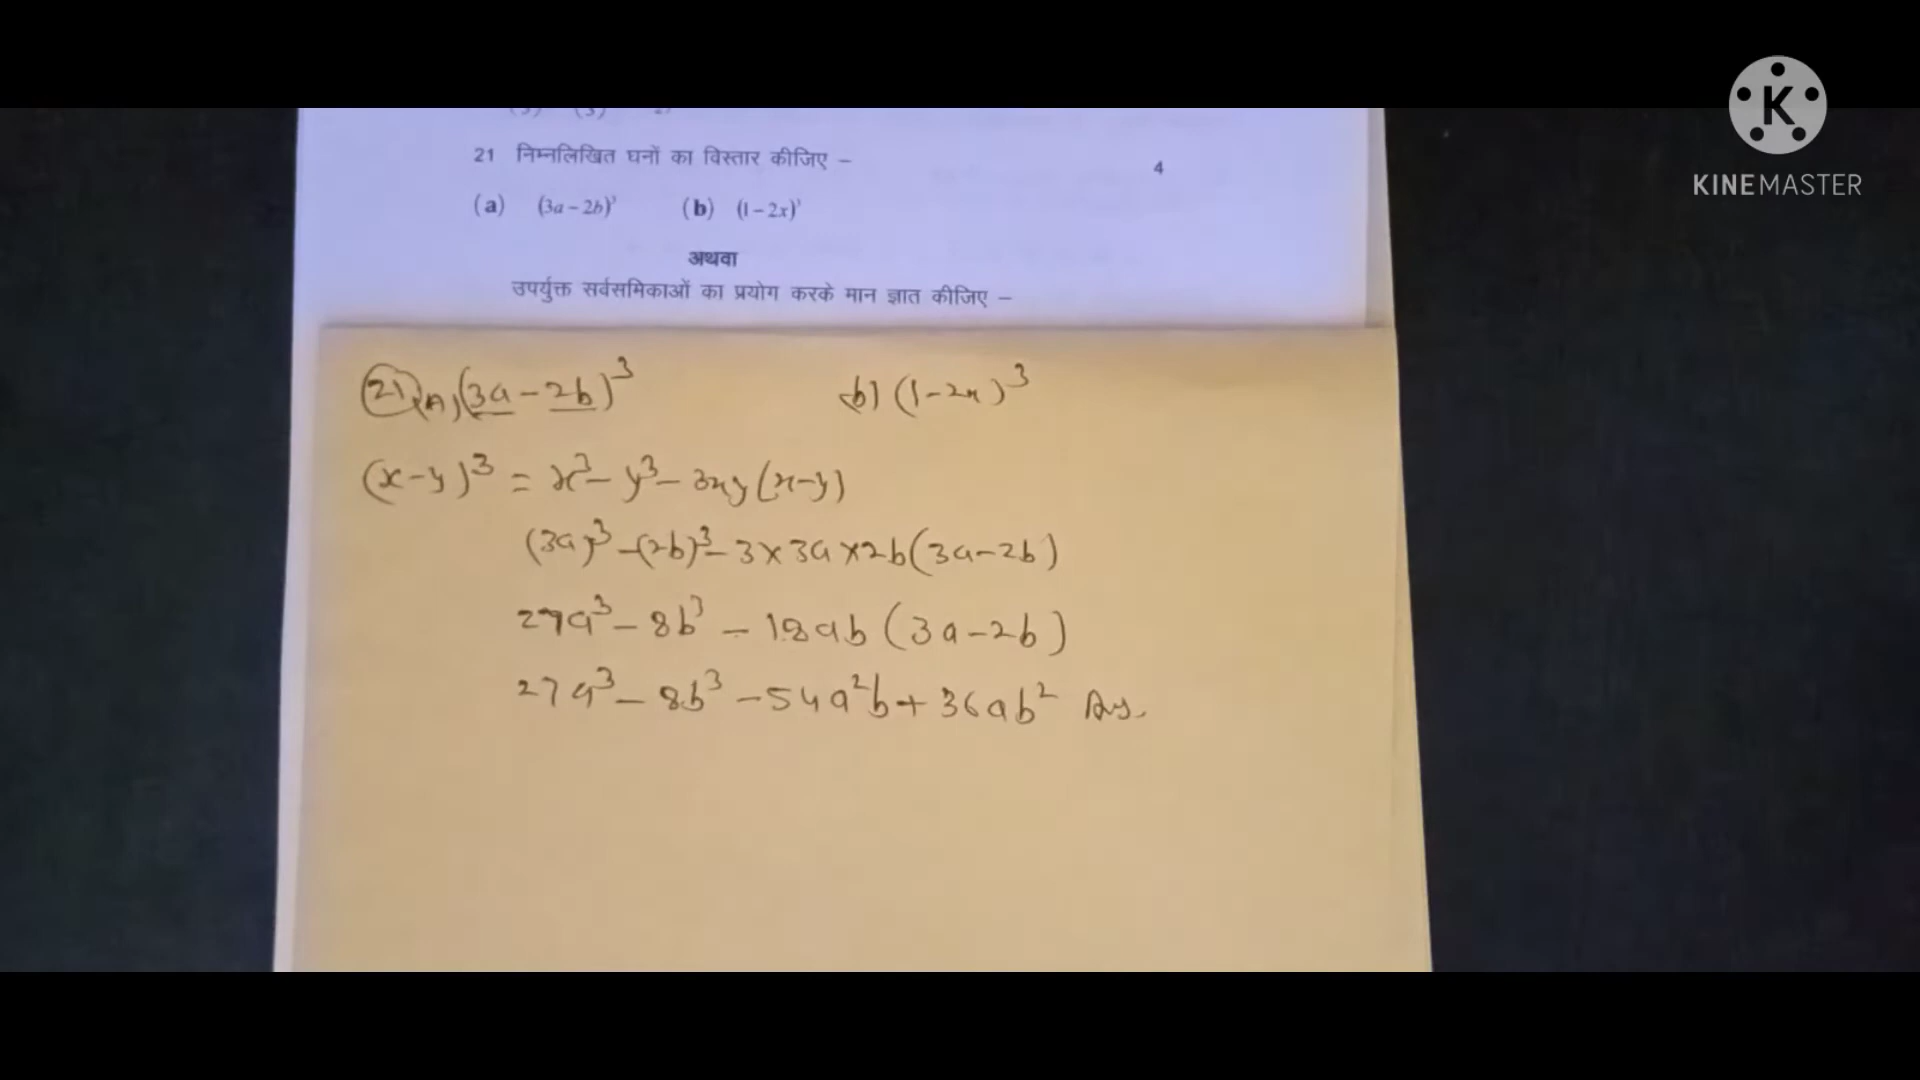 KINEMASTER
21 निम्नलिखित घनों का विस्तार कीजिए – 4
(a) (3a – 2b)³ (b) (1 – 2x)³
अथवा
उपर्युक्त सर्वसमिकाओं का प्रयोग करके मान ज्ञात कीजिए –
21 (A) (3a - 2b)³ (b) (1-2x)³
(x-y)³ = x³ - y³ - 3xy(x-y)
(3a)³ - (2b)³ - 3×3a×2b(3a-2b)
27a³ - 8b³ - 18ab (3a-2b)
27a³ - 8b³ - 54a²b + 36ab² Ans.